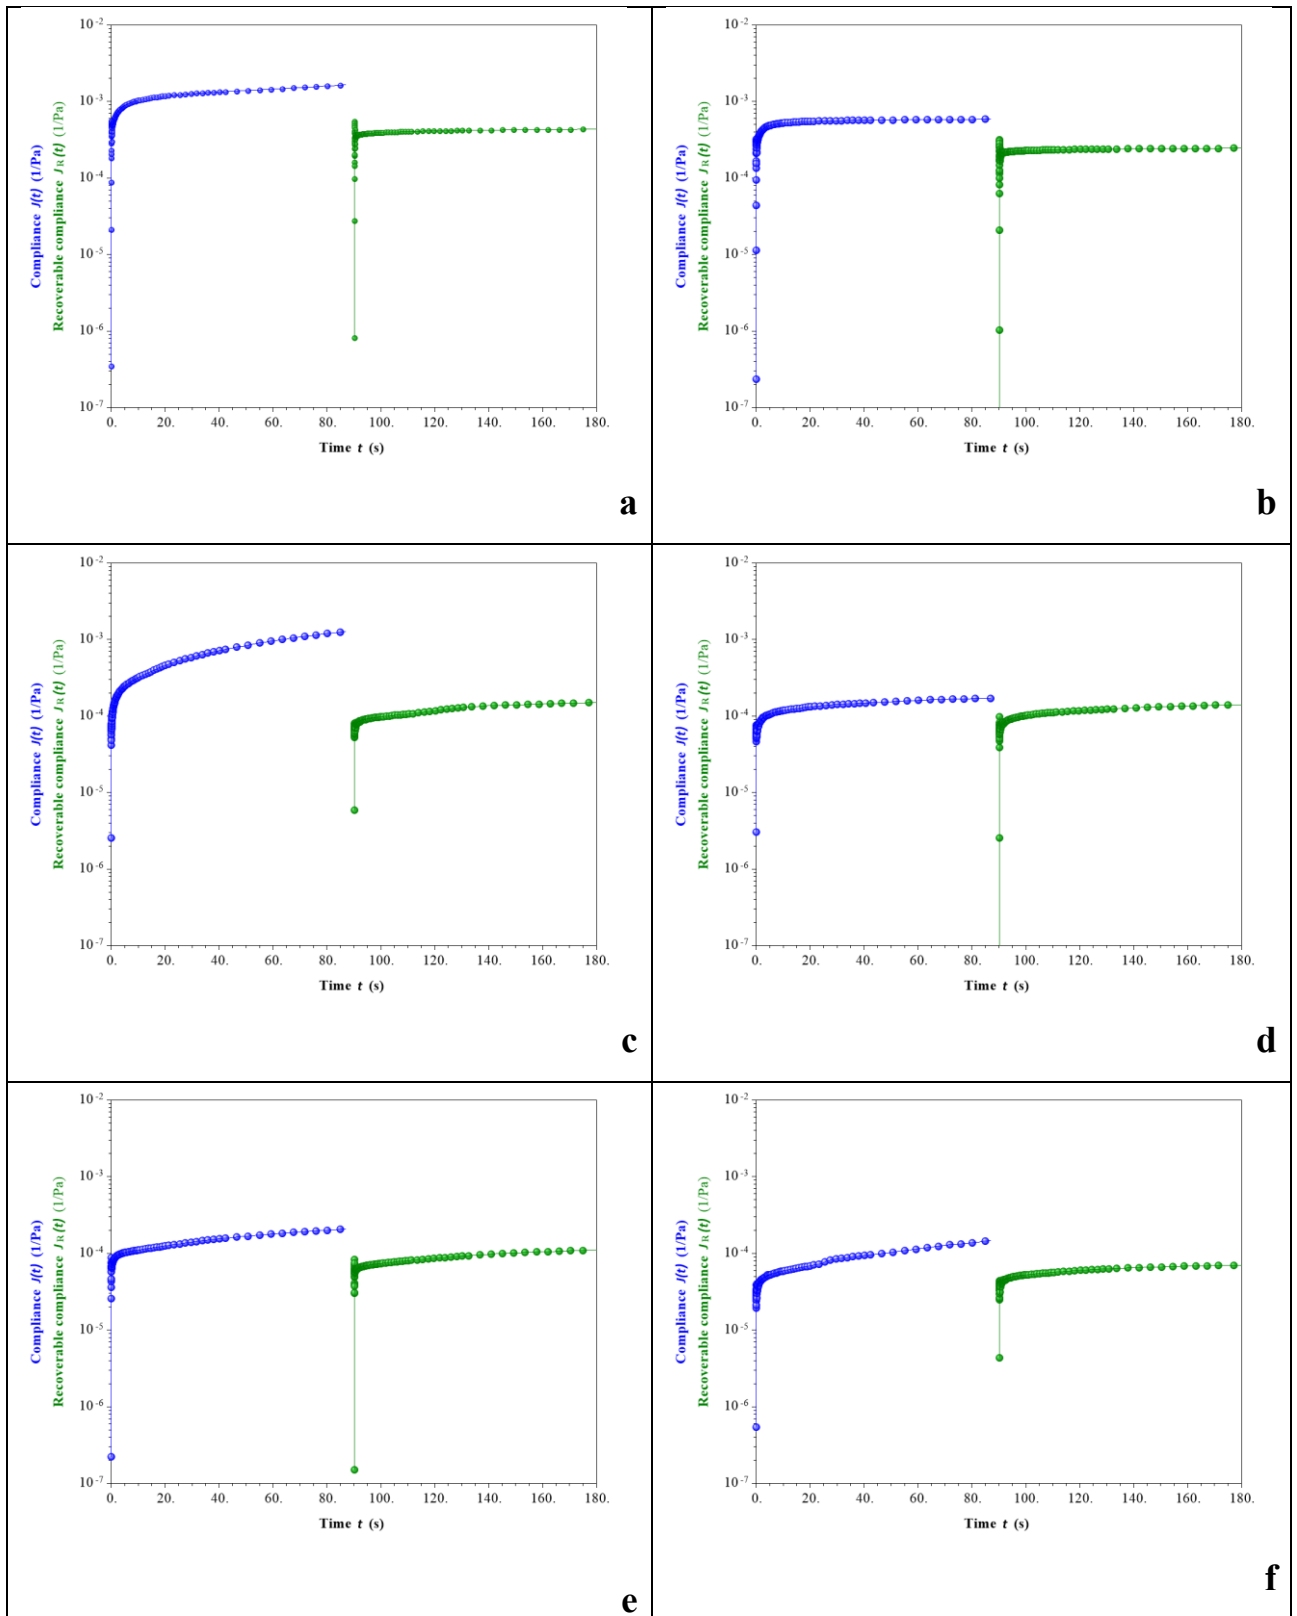 10⁻²
10⁻³
10⁻⁴
10⁻⁵
10⁻⁶
10⁻⁷
Compliance J(t) (1/Pa)
Recoverable compliance J_R(t) (1/Pa)
0. 20. 40. 60. 80. 100. 120. 140. 160. 180.
Time t (s)
a
10⁻²
10⁻³
10⁻⁴
10⁻⁵
10⁻⁶
10⁻⁷
Compliance J(t) (1/Pa)
Recoverable compliance J_R(t) (1/Pa)
0. 20. 40. 60. 80. 100. 120. 140. 160. 180.
Time t (s)
b
10⁻²
10⁻³
10⁻⁴
10⁻⁵
10⁻⁶
10⁻⁷
Compliance J(t) (1/Pa)
Recoverable compliance J_R(t) (1/Pa)
0. 20. 40. 60. 80. 100. 120. 140. 160. 180.
Time t (s)
c
10⁻²
10⁻³
10⁻⁴
10⁻⁵
10⁻⁶
10⁻⁷
Compliance J(t) (1/Pa)
Recoverable compliance J_R(t) (1/Pa)
0. 20. 40. 60. 80. 100. 120. 140. 160. 180.
Time t (s)
d
10⁻²
10⁻³
10⁻⁴
10⁻⁵
10⁻⁶
10⁻⁷
Compliance J(t) (1/Pa)
Recoverable compliance J_R(t) (1/Pa)
0. 20. 40. 60. 80. 100. 120. 140. 160. 180.
Time t (s)
e
10⁻²
10⁻³
10⁻⁴
10⁻⁵
10⁻⁶
10⁻⁷
Compliance J(t) (1/Pa)
Recoverable compliance J_R(t) (1/Pa)
0. 20. 40. 60. 80. 100. 120. 140. 160. 180.
Time t (s)
f